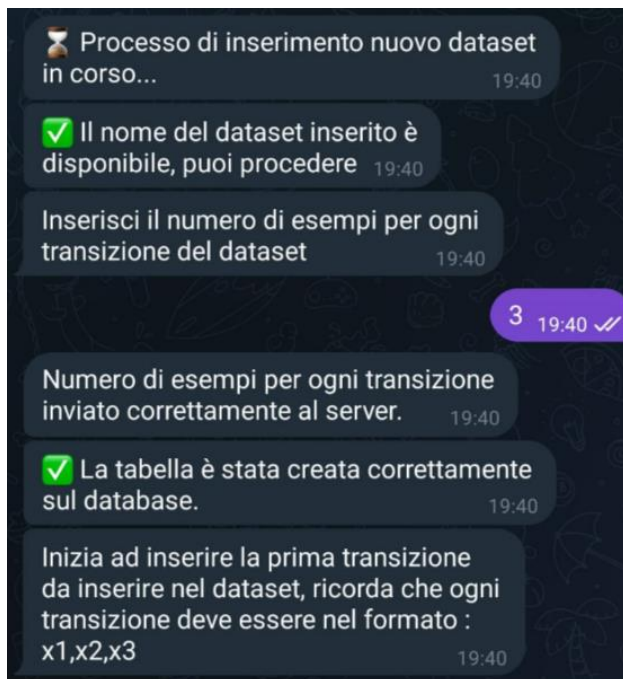 ⏳ Processo di inserimento nuovo dataset
in corso...
19:40
✅ Il nome del dataset inserito è
disponibile, puoi procedere 19:40
Inserisci il numero di esempi per ogni
transizione del dataset
19:40
3 19:40
Numero di esempi per ogni transizione
inviato correttamente al server.
19:40
✅ La tabella è stata creata correttamente
sul database.
19:40
Inizia ad inserire la prima transizione
da inserire nel dataset, ricorda che ogni
transizione deve essere nel formato :
x1,x2,x3
19:40